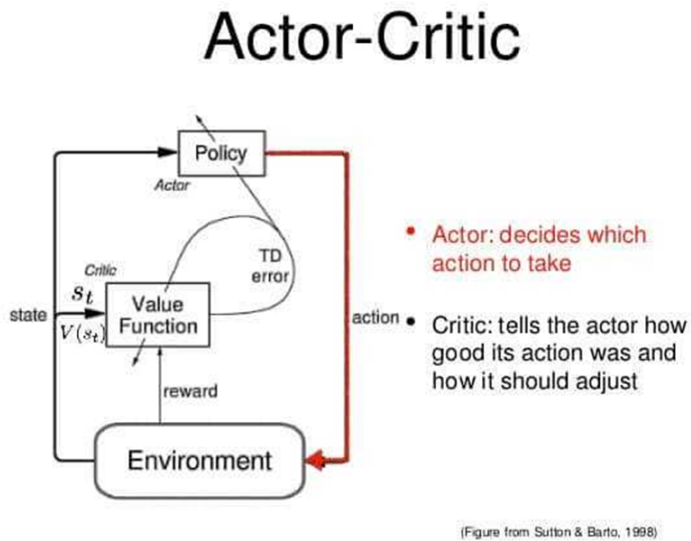 Actor-Critic
Policy
Actor
TD
error
Critic
S_t
state
V(s_t)
Value
Function
action
reward
Environment
• Actor: decides which
action to take
• Critic: tells the actor how
good its action was and
how it should adjust
(Figure from Sutton & Barto, 1998)